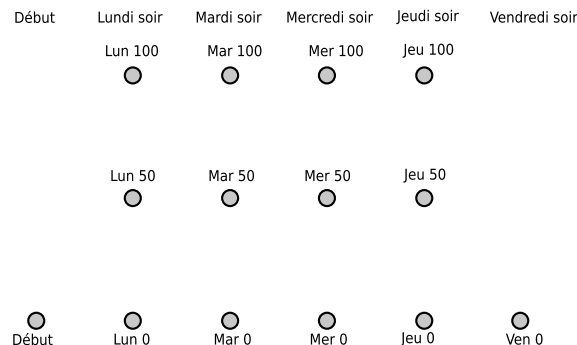 Début Lundi soir Mardi soir Mercredi soir Jeudi soir Vendredi soir
Lun 100 Mar 100 Mer 100 Jeu 100
Lun 50 Mar 50 Mer 50 Jeu 50
Début Lun 0 Mar 0 Mer 0 Jeu 0 Ven 0